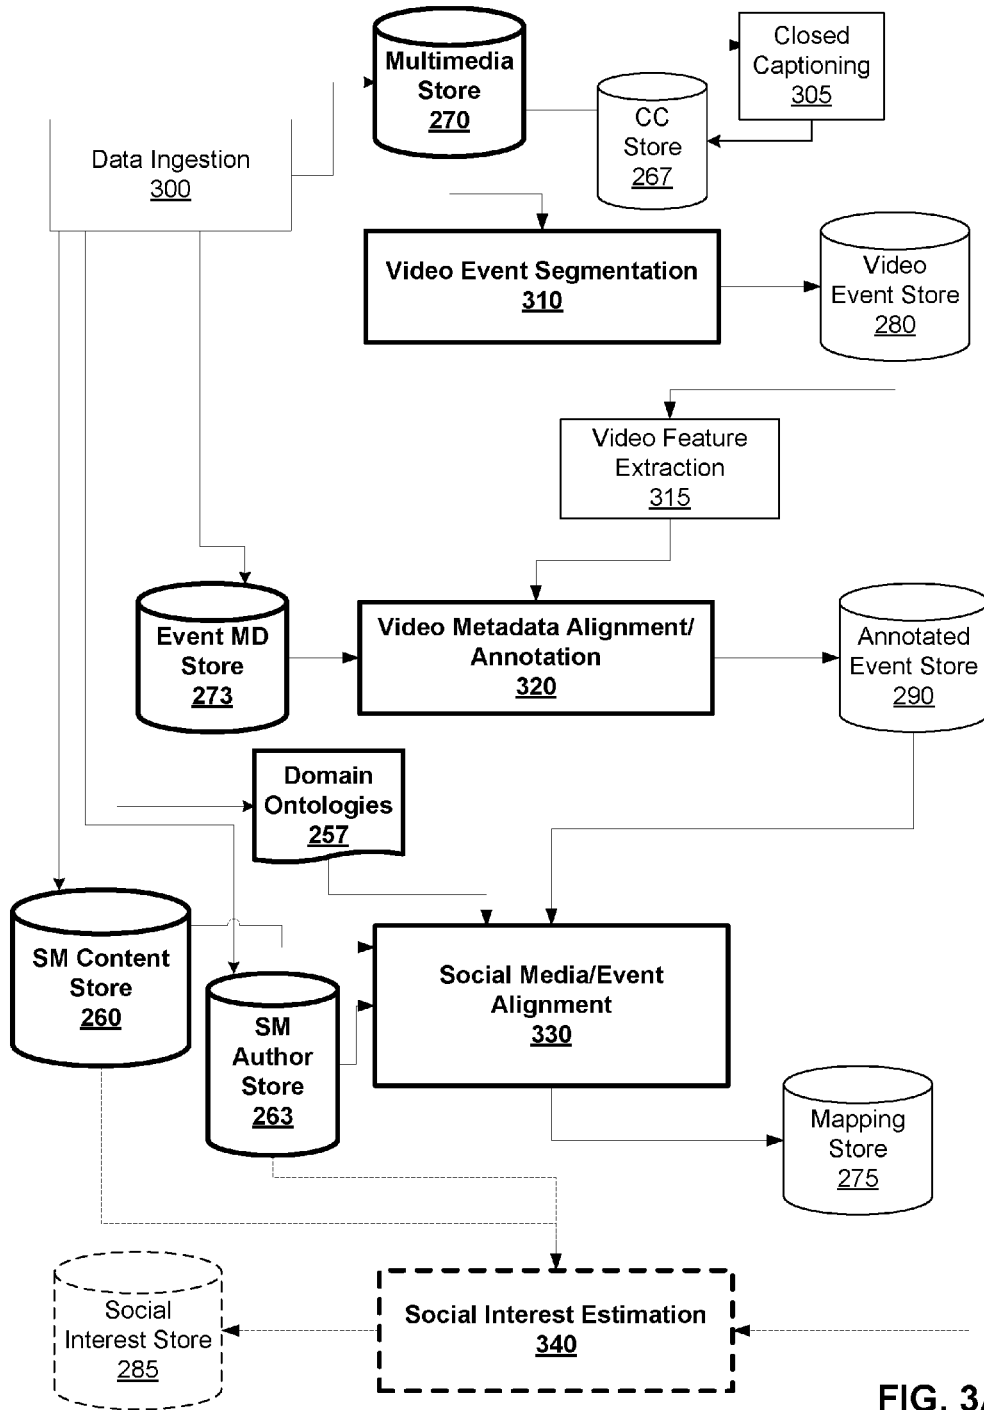 Multimedia
Store
270
Closed
Captioning
305
CC
Store
267
Data Ingestion
300
Video Event Segmentation
310
Video
Event Store
280
Video Feature
Extraction
315
Event MD
Store
273
Video Metadata Alignment/
Annotation
320
Annotated
Event Store
290
Domain
Ontologies
257
SM Content
Store
260
SM
Author
Store
263
Social Media/Event
Alignment
330
Mapping
Store
275
Social
Interest Store
285
Social Interest Estimation
340
FIG. 3